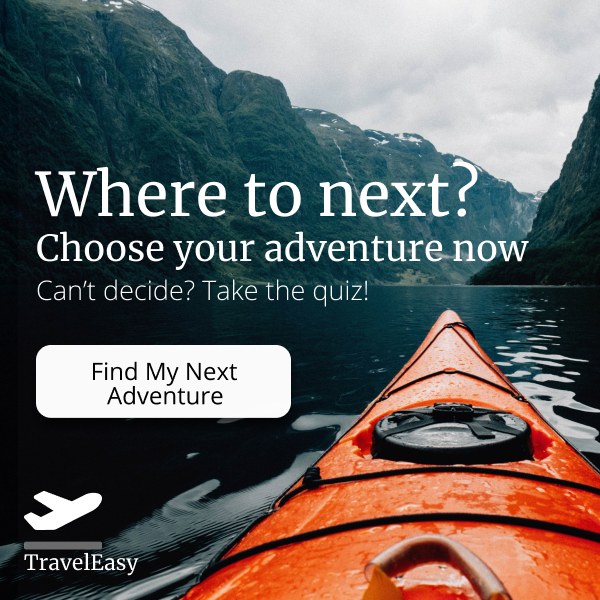 Where to next?
Choose your adventure now
Can't decide? Take the quiz!
Find My Next
Adventure
TravelEasy